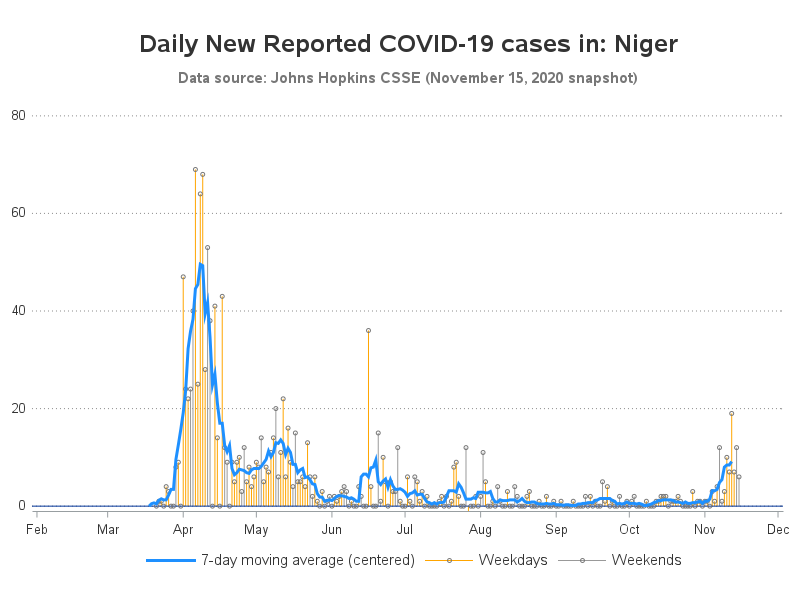 Daily New Reported COVID-19 cases in: Niger
Data source: Johns Hopkins CSSE (November 15, 2020 snapshot)
80
60
40
20
0
Feb Mar Apr May Jun Jul Aug Sep Oct Nov Dec
7-day moving average (centered) Weekdays Weekends